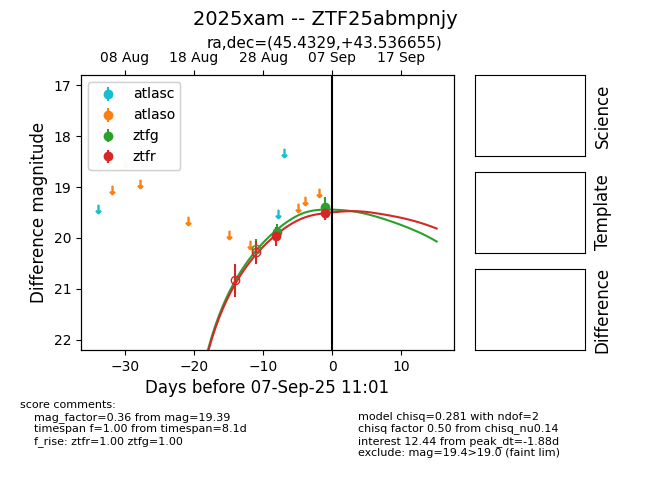 2025xam -- ZTF25abmpnjy
ra,dec=(45.4329,+43.536655)
08 Aug 18 Aug 28 Aug 07 Sep 17 Sep
atlasc
atlaso
ztfg
ztfr
17
18
19
20
21
22
Difference magnitude
−30 −20 −10 0 10
Days before 07-Sep-25 11:01
Science
Template
Difference
score comments:
mag_factor=0.36 from mag=19.39
timespan f=1.00 from timespan=8.1d
f_rise: ztfr=1.00 ztfg=1.00
model chisq=0.281 with ndof=2
chisq factor 0.50 from chisq_nu0.14
interest 12.44 from peak_dt=-1.88d
exclude: mag=19.4>19.0 (faint lim)